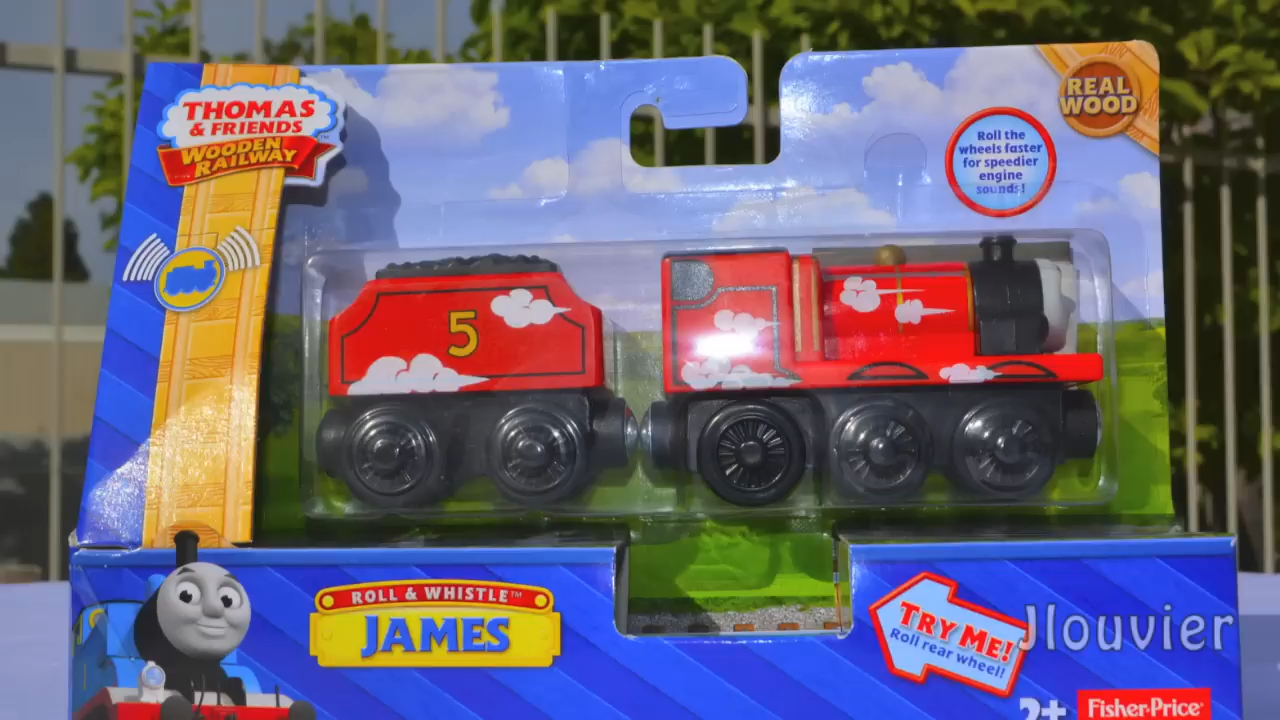 THOMAS
& FRIENDS™
WOODEN
RAILWAY
REAL
WOOD
Roll the
wheels faster
for speedier
engine
sounds!
5
ROLL & WHISTLE™
JAMES
TRY ME!
Roll rear wheel!
Jlouvier
2+
Fisher-Price